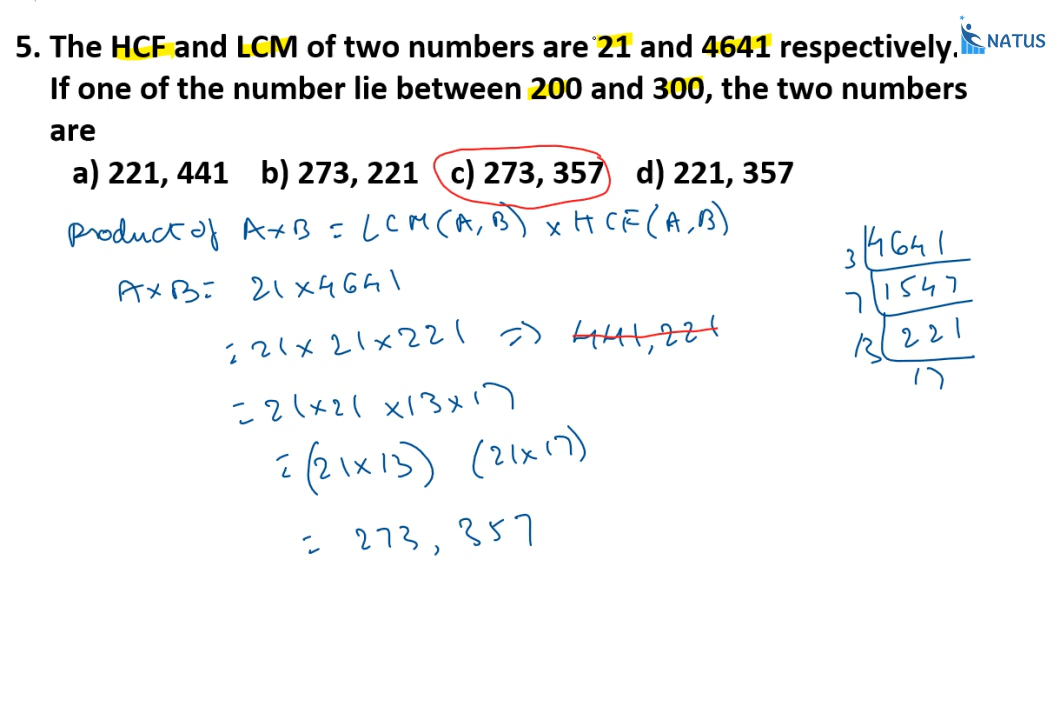 5. The HCF and LCM of two numbers are 21 and 4641 respectively.
NATUS
If one of the number lie between 200 and 300, the two numbers
are
a) 221, 441 b) 273, 221 c) 273, 357 d) 221, 357
Product of A×B = LCM(A,B) × HCF(A,B)
A×B = 21×4641
= 21×21×221 ⇒ 441,221
= 21×21×13×17
= (21×13) (21×17)
= 273, 357
3 4641
7 1547
13 221
17